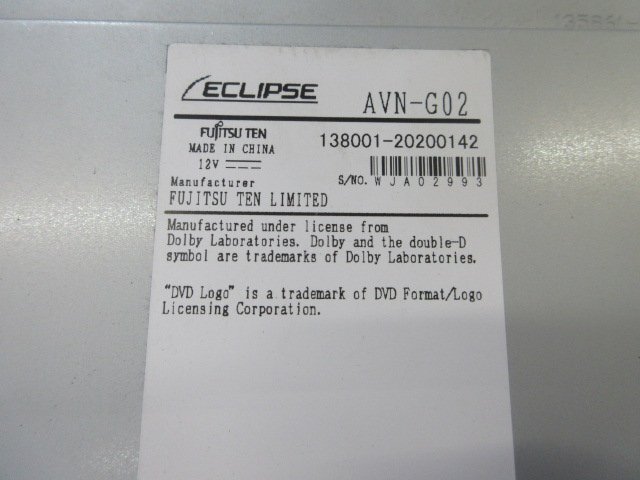 ECLIPSE AVN-G02
FUJITSU TEN 138001-20200142
MADE IN CHINA
12V
S/NO. WJA02993
Manufacturer
FUJITSU TEN LIMITED
Manufactured under license from
Dolby Laboratories. Dolby and the double-D
symbol are trademarks of Dolby Laboratories.
"DVD Logo" is a trademark of DVD Format/Logo
Licensing Corporation.